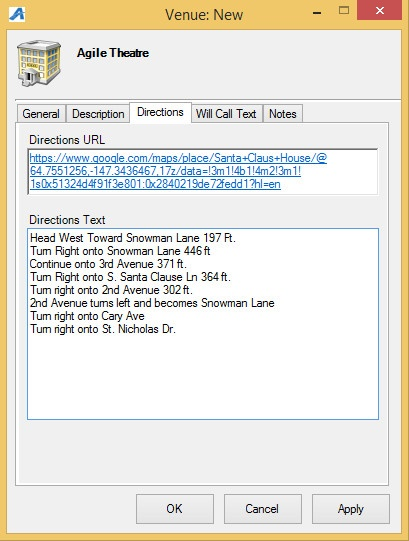 Venue: New
Agile Theatre
General Description Directions Will Call Text Notes
Directions URL
https://www.google.com/maps/place/Santa+Claus+House/@
64.7551256,-147.3436467,17z/data=!3m1!4b1!4m2!3m1!
1s0x51324d4f91f3e801:0x2840219de72fedd1?hl=en
Directions Text
Head West Toward Snowman Lane 197 Ft.
Turn Right onto Snowman Lane 446 ft
Continue onto 3rd Avenue 371 ft.
Turn Right onto S. Santa Clause Ln 364 ft.
Turn right onto 2nd Avenue 302 ft.
2nd Avenue turns left and becomes Snowman Lane
Turn right onto Cary Ave
Turn right onto St. Nicholas Dr.
OK Cancel Apply